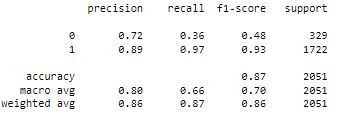 precision recall f1-score support
0 0.72 0.36 0.48 329
1 0.89 0.97 0.93 1722
accuracy 0.87 2051
macro avg 0.80 0.66 0.70 2051
weighted avg 0.86 0.87 0.86 2051